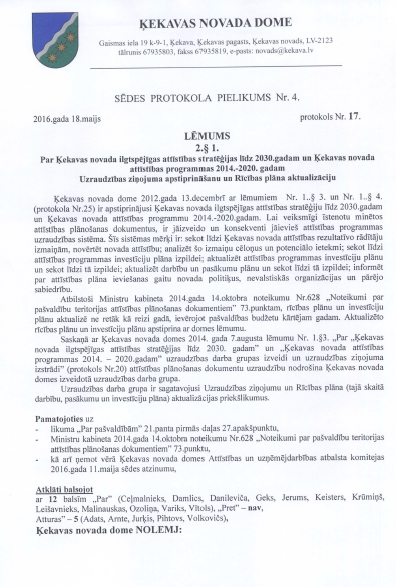 ĶEKAVAS NOVADA DOME
Gaismas iela 19 k-9-1, Ķekava, Ķekavas pagasts, Ķekavas novads, LV-2123
tālrunis 67935803, fakss 67935819, e-pasts: novads@kekava.lv
SĒDES PROTOKOLA PIELIKUMS Nr. 4.
2016.gada 18.maijs protokols Nr. 17.
LĒMUMS
2.§ 1.
Par Ķekavas novada ilgtspējīgas attīstības stratēģijas līdz 2030.gadam un Ķekavas novada
attīstības programmas 2014.-2020. gadam
Uzraudzības ziņojuma apstiprināšanu un Rīcības plāna aktualizāciju
Ķekavas novada dome 2012.gada 13.decembrī ar lēmumiem Nr. 1..§ 3. un Nr. 1..§ 4.
(protokola Nr.25) ir apstiprinājusi Ķekavas novada ilgtspējīgas attīstības stratēģiju līdz 2030.gadam
un Ķekavas novada attīstības programmu 2014.-2020.gadam. Lai veiksmīgi īstenotu minētos
attīstības plānošanas dokumentus, ir jāizveido un konsekventi jāievieš attīstības programmas
uzraudzības sistēma. Šīs sistēmas mērķi ir: sekot līdzi Ķekavas novada attīstības rezultatīvo rādītāju
izmaiņām, novērtēt novada attīstību; analizēt šo izmaiņu cēloņus un potenciālo ietekmi; sekot līdzi
attīstības programmas investīciju plāna izpildei; aktualizēt attīstības programmas investīciju plānu
un sekot līdzi tā izpildei; aktualizēt darbību un pasākumu plānu un sekot līdzi tā izpildei; informēt
par attīstības plāna ieviešanas gaitu novada politiķus, nevalstiskās organizācijas un pārējo
sabiedrību.
Atbilstoši Ministru kabineta 2014.gada 14.oktobra noteikumu Nr.628 „Noteikumi par
pašvaldību teritorijas attīstības plānošanas dokumentiem” 73.punktam, rīcības plānu un investīciju
plānu aktualizē ne retāk kā reizi gadā, ievērojot pašvaldības budžetu kārtējam gadam. Aktualizēto
rīcības plānu un investīciju plānu apstiprina ar domes lēmumu.
Saskaņā ar Ķekavas novada domes 2014. gada 7.augusta lēmumu Nr. 1.§3. „Par „Ķekavas
novada ilgtspējīgas attīstības stratēģijas līdz 2030. gadam” un „Ķekavas novada attīstības
programmas 2014. – 2020.gadam” uzraudzības darba grupas izveidi un uzraudzības ziņojuma
izstrādi” (protokols Nr.20) attīstības plānošanas dokumentu uzraudzību nodrošina Ķekavas novada
domes izveidotā uzraudzības darba grupa.
Uzraudzības darba grupa ir sagatavojusi Uzraudzības ziņojumu un Rīcības plāna (tajā skaitā
darbību, pasākumu un investīciju plāna) aktualizācijas priekšlikumus.
Pamatojoties uz
- likuma „Par pašvaldībām” 21.panta pirmās daļas 27.apakšpunktu,
- Ministru kabineta 2014.gada 14.oktobra noteikumu Nr.628 „Noteikumi par pašvaldību teritorijas
attīstības plānošanas dokumentiem” 73.punktu,
- kā arī ņemot vērā Ķekavas novada domes Attīstības un uzņēmējdarbības atbalsta komitejas
2016.gada 11.maija sēdes atzinumu,
Atklāti balsojot
ar 12 balsīm „Par” (Ceļmalnieks, Damlics, Daniļeviča, Geks, Jerums, Keisters, Krūmiņš,
Leišavnieks, Malinauskas, Ozoliņa, Variks, Vītols), „Pret” – nav,
Atturas” – 5 (Adats, Arnte, Jurķis, Pihtovs, Volkovičs),
Ķekavas novada dome NOLEMJ: